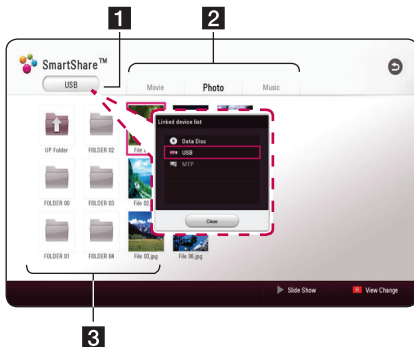 1
2
SmartShare™
USB
Movie
Photo
Music
Linked device list
Data Disc
USB
MTP
Close
UP Folder
FOLDER 02
FOLDER 00
FOLDER 03
File 02.jpg
FOLDER 01
FOLDER 04
File 03.jpg
File 06.jpg
Slide Show
R View Change
3